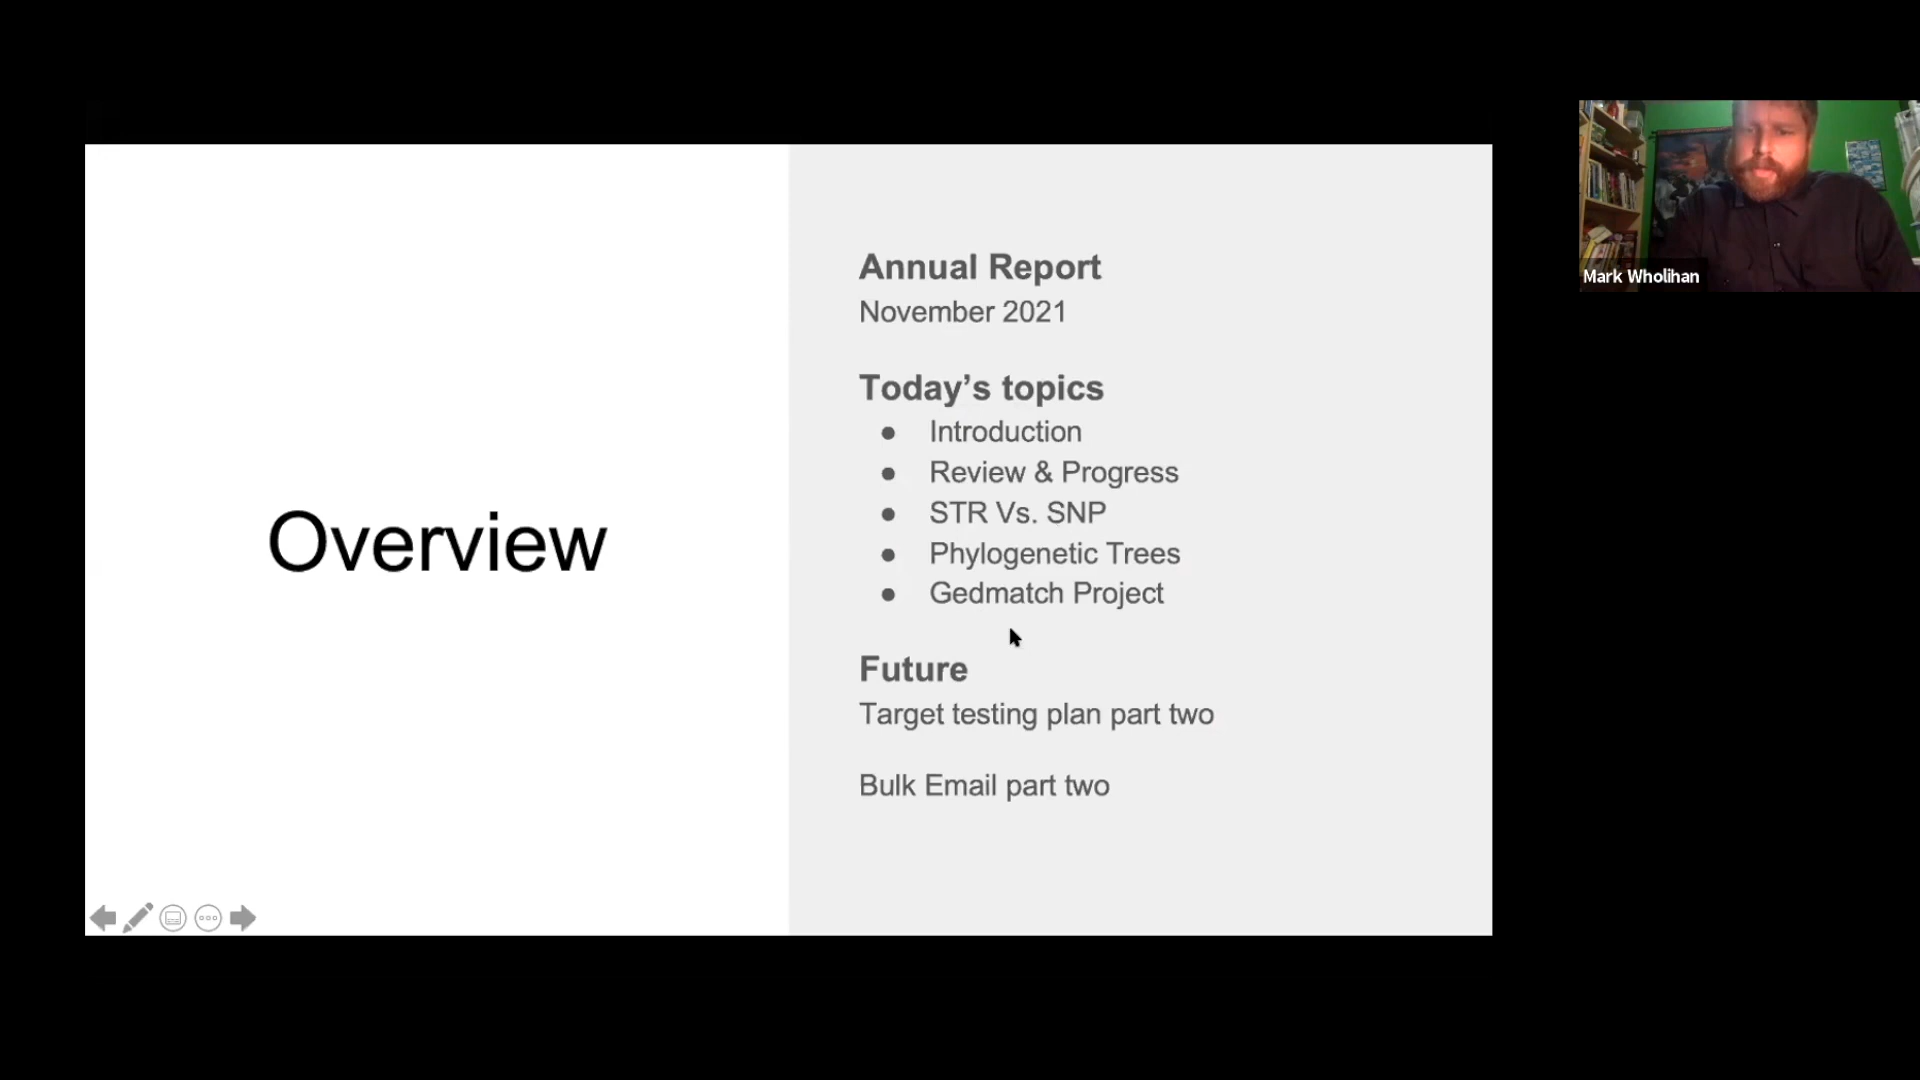 Overview
Annual Report
November 2021
Today’s topics
● Introduction
● Review & Progress
● STR Vs. SNP
● Phylogenetic Trees
● Gedmatch Project
Future
Target testing plan part two
Bulk Email part two
Mark Wholihan